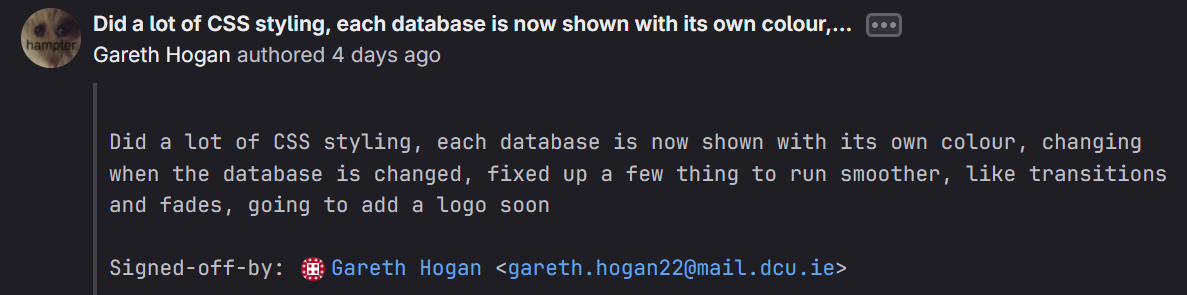 hampter
Did a lot of CSS styling, each database is now shown with its own colour,...
Gareth Hogan authored 4 days ago
Did a lot of CSS styling, each database is now shown with its own colour, changing
when the database is changed, fixed up a few thing to run smoother, like transitions
and fades, going to add a logo soon
Signed-off-by: Gareth Hogan <gareth.hogan22@mail.dcu.ie>